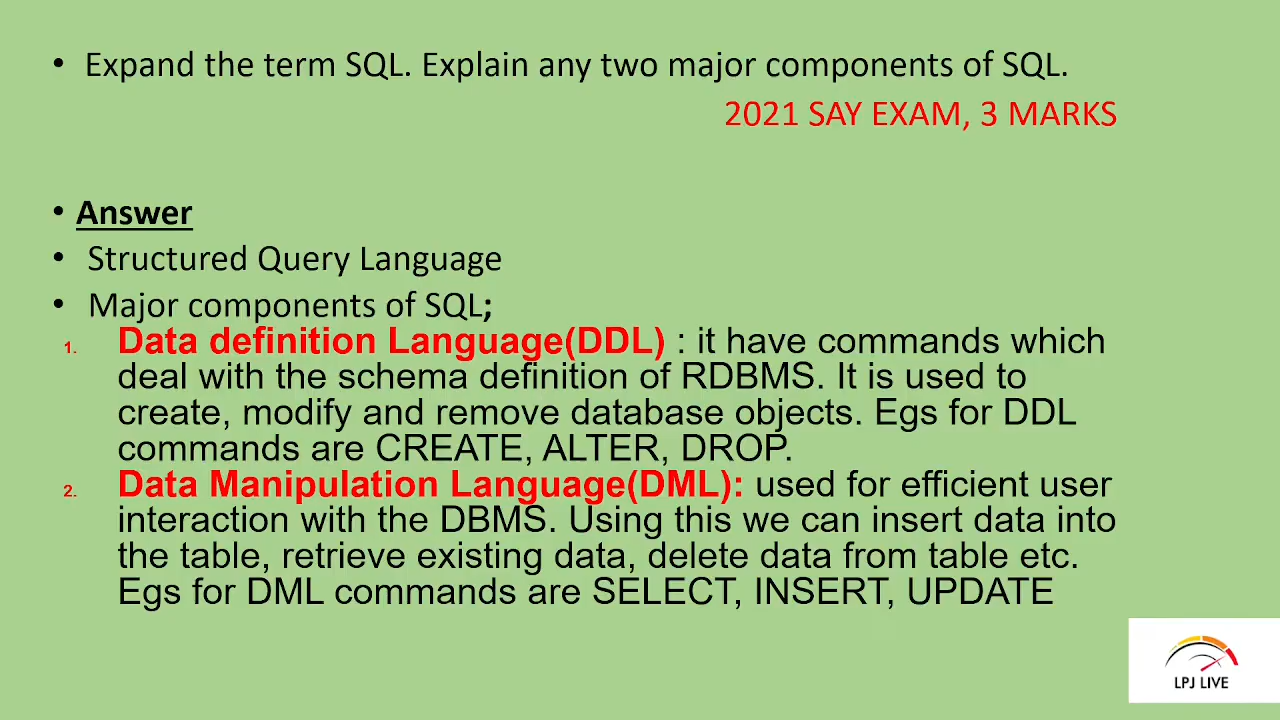 • Expand the term SQL. Explain any two major components of SQL.
2021 SAY EXAM, 3 MARKS
• Answer
• Structured Query Language
• Major components of SQL;
1. Data definition Language(DDL) : it have commands which
deal with the schema definition of RDBMS. It is used to
create, modify and remove database objects. Egs for DDL
commands are CREATE, ALTER, DROP.
2. Data Manipulation Language(DML): used for efficient user
interaction with the DBMS. Using this we can insert data into
the table, retrieve existing data, delete data from table etc.
Egs for DML commands are SELECT, INSERT, UPDATE
LPJ LIVE